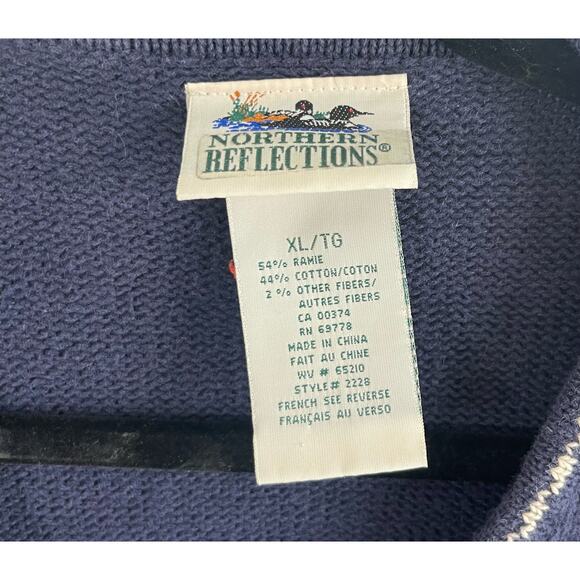 NORTHERN
REFLECTIONS®
XL/TG
54% RAMIE
44% COTTON/COTON
2% OTHER FIBERS/
AUTRES FIBERS
CA 00374
RN 69778
MADE IN CHINA
FAIT AU CHINE
WV # 65210
STYLE# 2228
FRENCH SEE REVERSE
FRANÇAIS AU VERSO